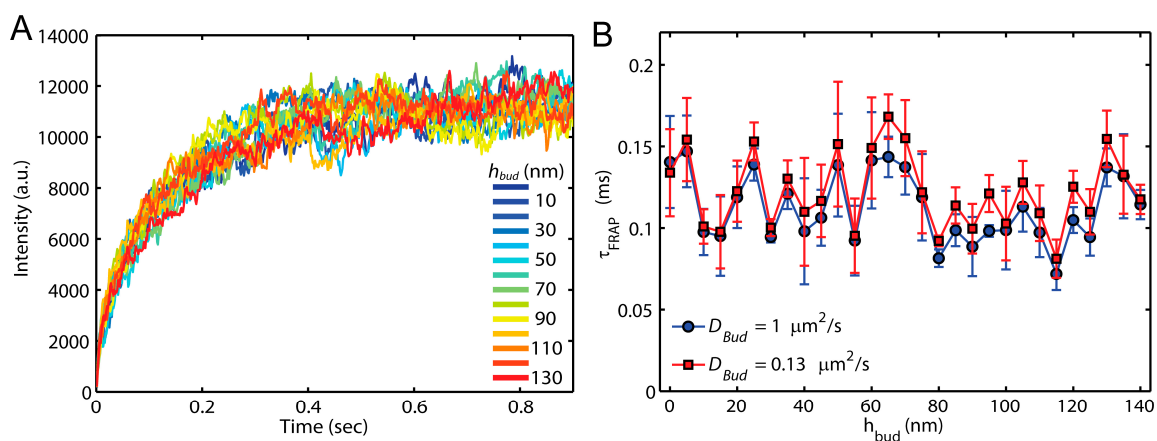 A
14000
12000
10000
8000
6000
4000
2000
0
Intensity (a.u.)
0 0.2 0.4 0.6 0.8
Time (sec)
h_bud (nm)
10
30
50
70
90
110
130
B
0.2
0.15
0.1
0.05
0
τ_FRAP (ms)
D_Bud = 1 μm²/s
D_Bud = 0.13 μm²/s
0 20 40 60 80 100 120 140
h_bud (nm)